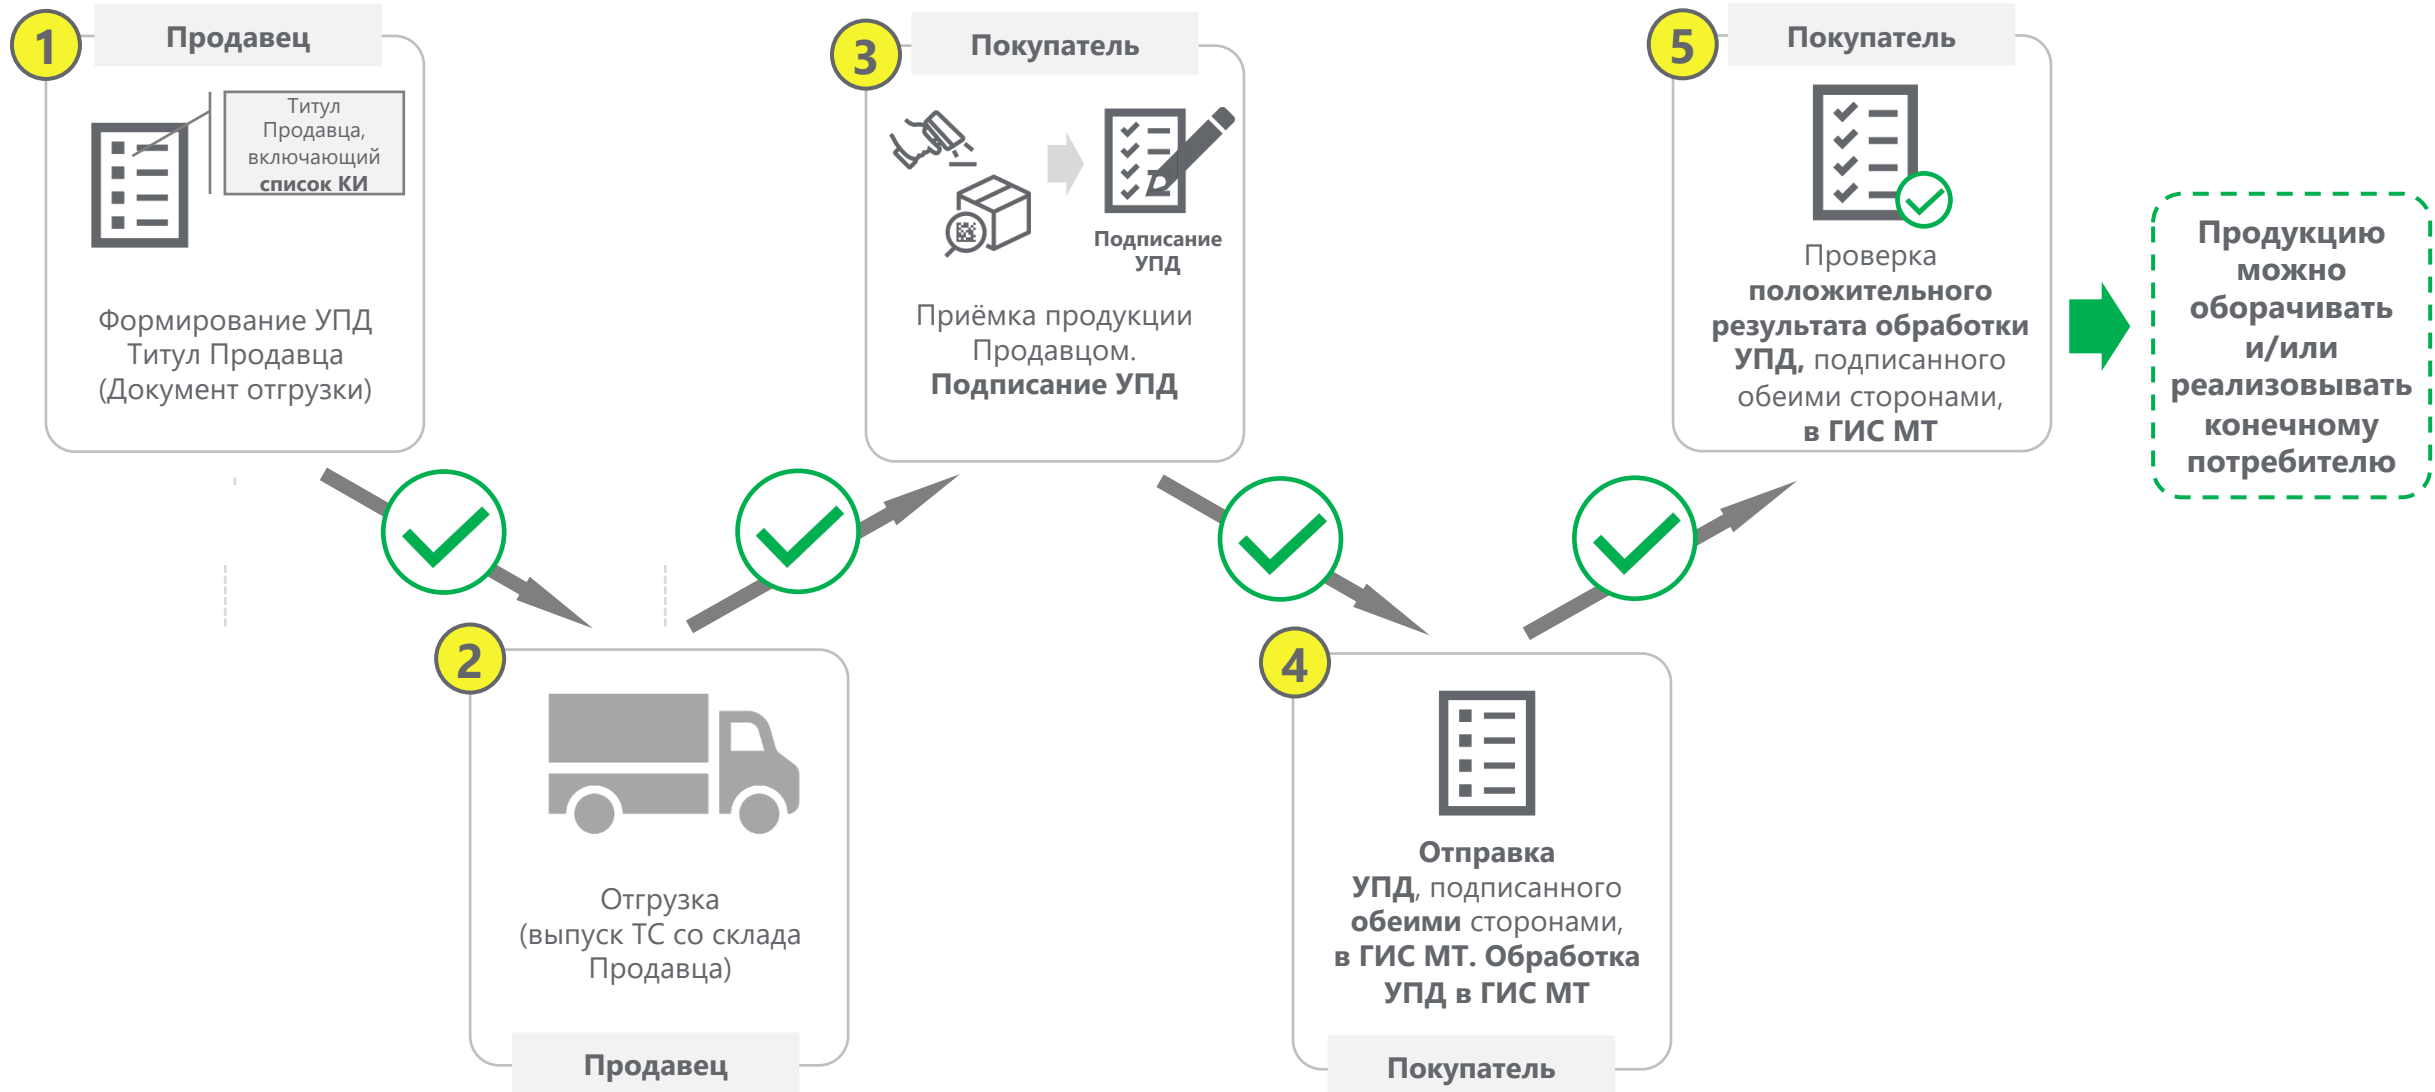 1
Продавец
Титул
Продавца,
включающий
список КИ
Формирование УПД
Титул Продавца
(Документ отгрузки)
2
Отгрузка
(выпуск ТС со склада
Продавца)
Продавец
3
Покупатель
Подписание
УПД
Приёмка продукции
Продавцом.
Подписание УПД
4
Отправка
УПД, подписанного
обеими сторонами,
в ГИС МТ. Обработка
УПД в ГИС МТ
Покупатель
5
Покупатель
Проверка
положительного
результата обработки
УПД, подписанного
обеими сторонами,
в ГИС МТ
Продукцию
можно
оборачивать
и/или
реализовывать
конечному
потребителю